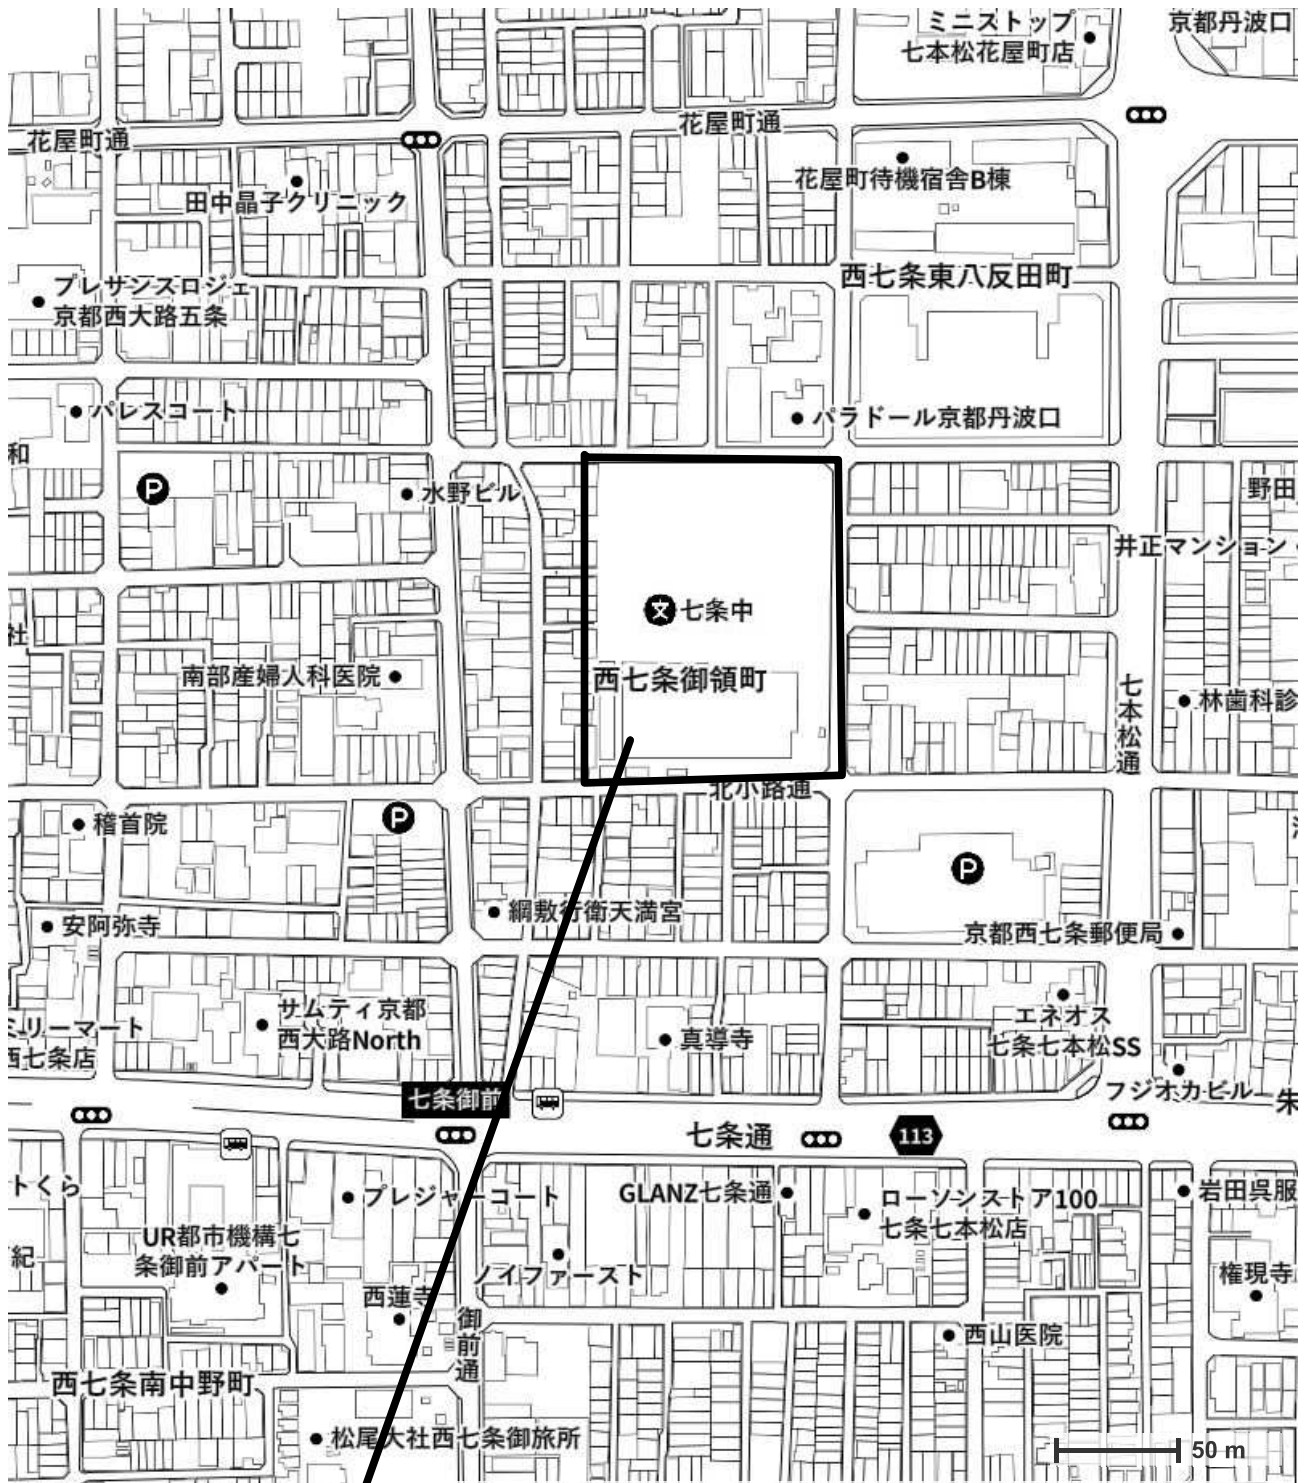 ミニストップ
七本松花屋町店
京都丹波口
花屋町通
花屋町通
田中晶子クリニック
花屋町待機宿舎B棟
プレサンスロジェ
京都西大路五条
西七条東八反田町
パレスコート
パラドール京都丹波口
和
P
水野ビル
野田
井正マンション
文
七条中
社
南部産婦人科医院
西七条御領町
七本松通
林歯科診
北小路通
稽首院
P
P
綱敷行衛天満宮
安阿弥寺
京都西七条郵便局
サムティ京都
西大路North
ミリーマート
西七条店
真導寺
エネオス
七条七本松SS
フジオカビル
朱
七条御前
七条通
113
トくら
プレジャーコート
GLANZ七条通
ローソンストア100
七条七本松店
岩田呉服
UR都市機構七
条御前アパート
紀
ノイファースト
権現寺
西蓮寺
御前通
西山医院
西七条南中野町
松尾大社西七条御旅所
50 m